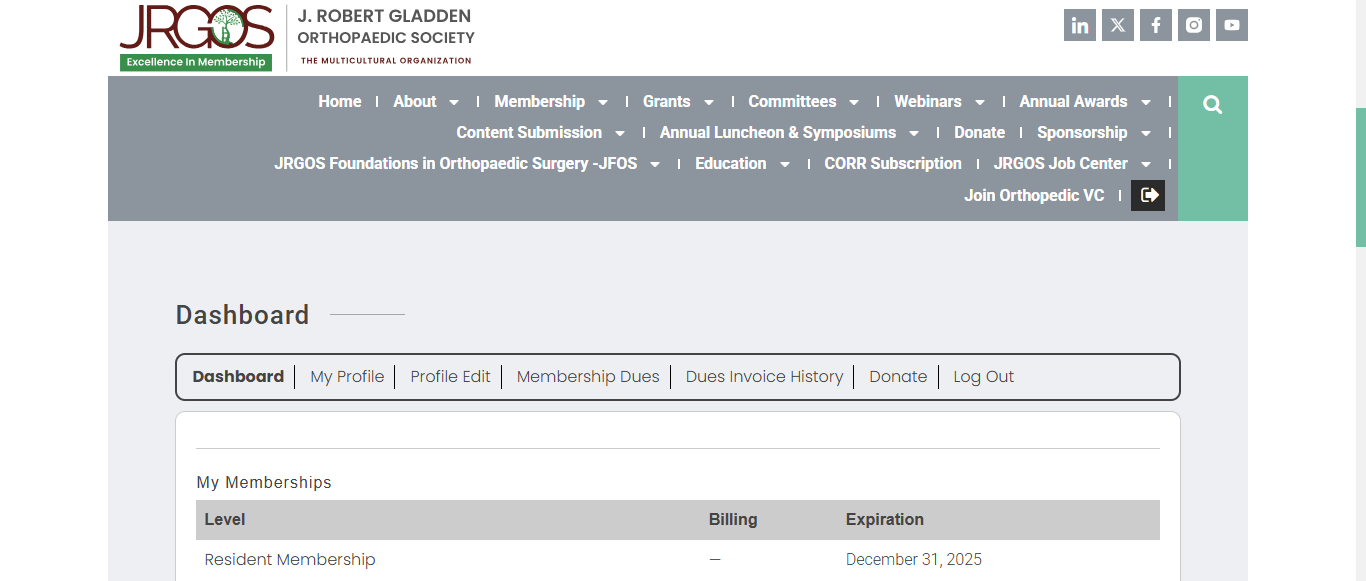 JRGOS
Excellence In Membership
J. ROBERT GLADDEN
ORTHOPAEDIC SOCIETY
THE MULTICULTURAL ORGANIZATION
Home About Membership Grants Committees Webinars Annual Awards
Content Submission Annual Luncheon & Symposiums Donate Sponsorship
JRGOS Foundations in Orthopaedic Surgery -JFOS Education CORR Subscription JRGOS Job Center
Join Orthopedic VC
Dashboard
Dashboard My Profile Profile Edit Membership Dues Dues Invoice History Donate Log Out
My Memberships
Level Billing Expiration
Resident Membership — December 31, 2025